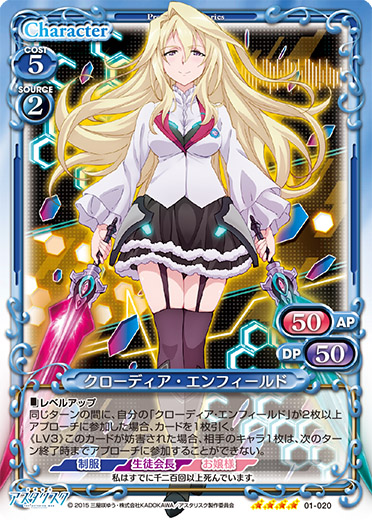 Precious Memories
Character
COST
5
SOURCE
2
50 AP
DP 50
クローディア・エンフィールド
■レベルアップ
同じターンの間に、自分の「クローディア・エンフィールド」が2枚以上
アプローチに参加した場合、カードを1枚引く。
〈LV3〉このカードが妨害された場合、相手のキャラ1枚は、次のター
ン終了時までアプローチに参加することができない。
制服 生徒会長 お嬢様
私はすでに千二百回以上死んでいます。
アスタリスク
© 2015 三屋咲ゆう・株式会社KADOKAWA/アスタリスク製作委員会
★★★★ 01-020